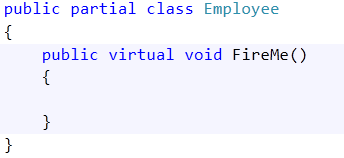 public partial class Employee
{
    public virtual void FireMe()
    {

    }
}